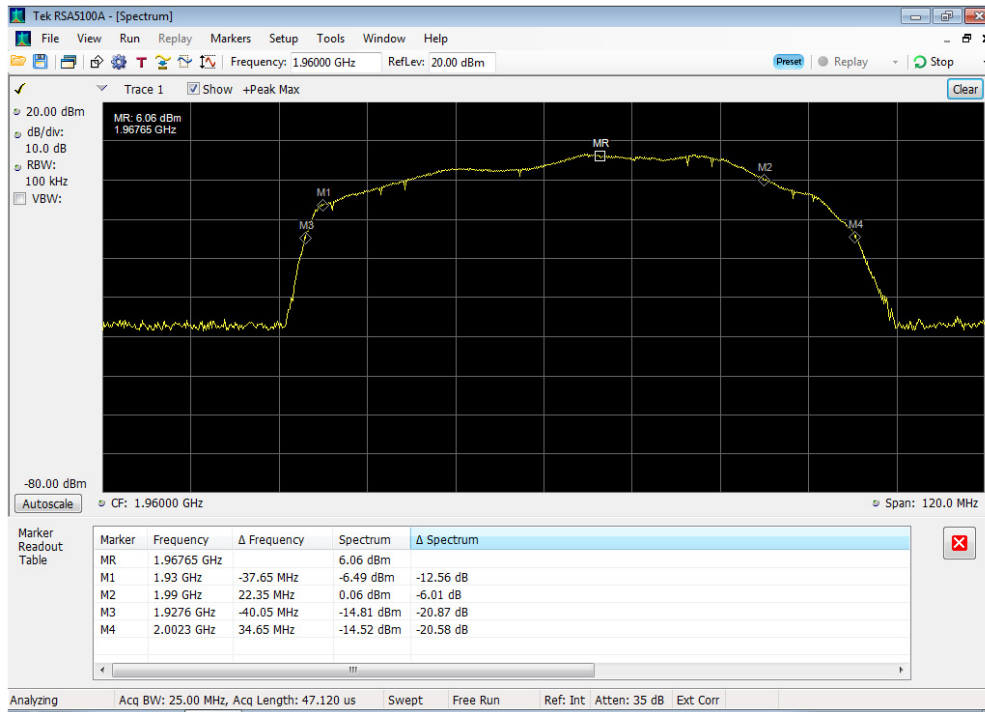 Tek RSA5100A - [Spectrum]
File View Run Replay Markers Setup Tools Window Help
T Frequency: 1.96000 GHz RefLev: 20.00 dBm Preset Replay Stop
Trace 1 Show +Peak Max Clear
20.00 dBm
dB/div:
10.0 dB
RBW:
100 kHz
VBW:
MR: 6.06 dBm
1.96765 GHz
MR
M2
M1
M3
M4
-80.00 dBm
Autoscale CF: 1.96000 GHz Span: 120.0 MHz
Marker
Readout
Table
Marker Frequency Δ Frequency Spectrum Δ Spectrum
MR 1.96765 GHz 6.06 dBm
M1 1.93 GHz -37.65 MHz -6.49 dBm -12.56 dB
M2 1.99 GHz 22.35 MHz 0.06 dBm -6.01 dB
M3 1.9276 GHz -40.05 MHz -14.81 dBm -20.87 dB
M4 2.0023 GHz 34.65 MHz -14.52 dBm -20.58 dB
Analyzing Acq BW: 25.00 MHz, Acq Length: 47.120 us Swept Free Run Ref: Int Atten: 35 dB Ext Corr